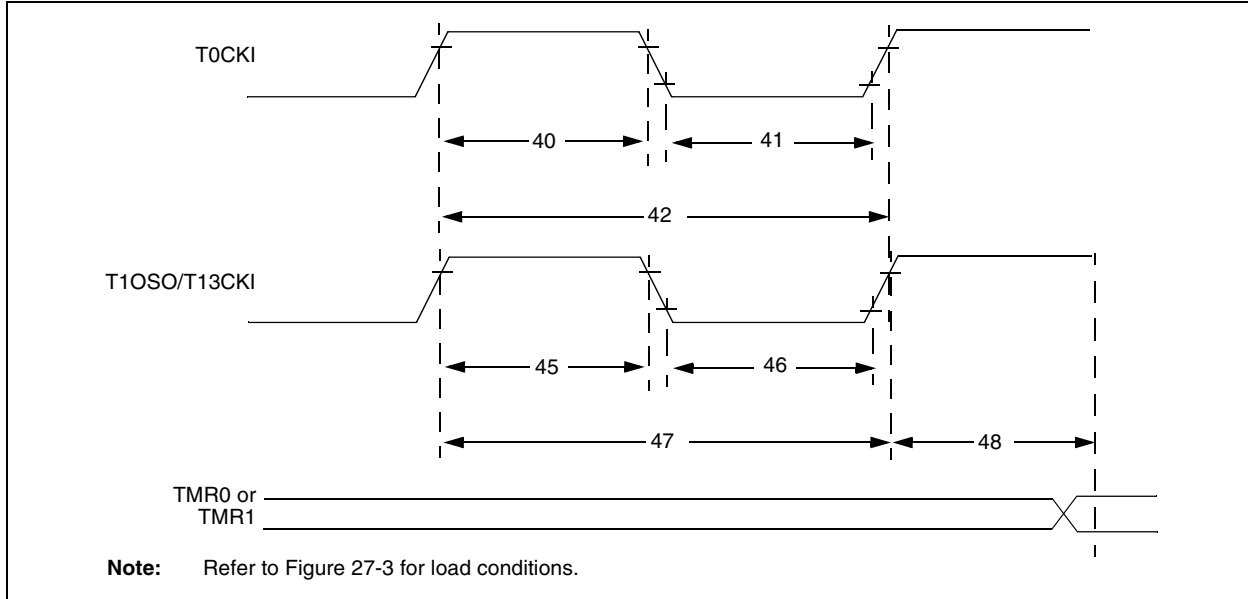 T0CKI
40
41
42
T1OSO/T13CKI
45
46
47
48
TMR0 or
TMR1
Note: Refer to Figure 27-3 for load conditions.